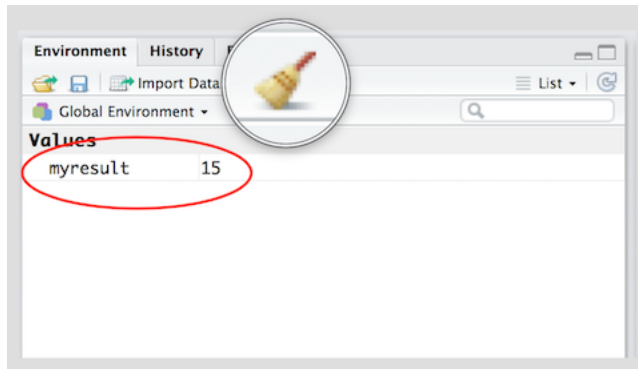 Environment History
Import Data
List
Global Environment
Values
myresult 15